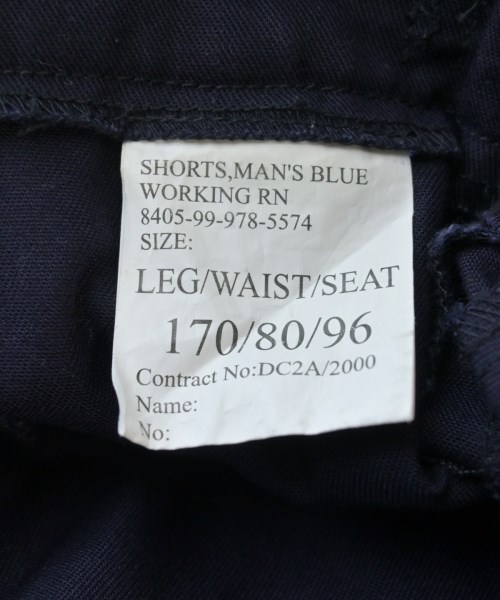 SHORTS,MAN'S BLUE
WORKING RN
8405-99-978-5574
SIZE:
LEG/WAIST/SEAT
170/80/96
Contract No:DC2A/2000
Name:
No: